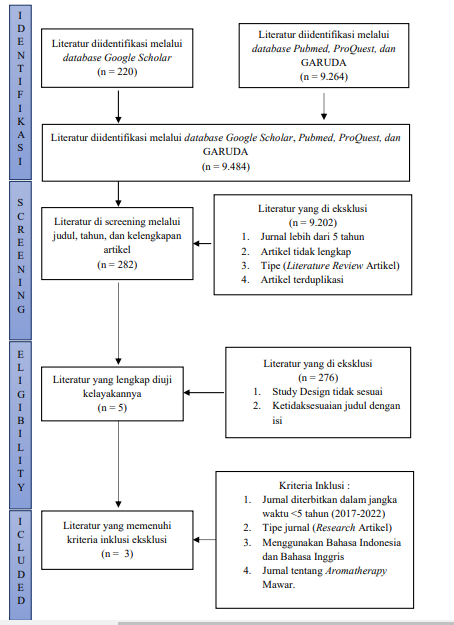 IDENTIFIKASI
Literatur diidentifikasi melalui
database Google Scholar
(n = 220)
Literatur diidentifikasi melalui
database Pubmed, ProQuest, dan
GARUDA
(n = 9.264)
Literatur diidentifikasi melalui database Google Scholar, Pubmed, ProQuest, dan
GARUDA
(n = 9.484)
SCREENING
Literatur di screening melalui
judul, tahun, dan kelengkapan
artikel
(n = 282)
Literatur yang di eksklusi
(n = 9.202)
1. Jurnal lebih dari 5 tahun
2. Artikel tidak lengkap
3. Tipe (Literature Review Artikel)
4. Artikel terduplikasi
ELIGIBILITY
Literatur yang lengkap diuji
kelayakannya
(n = 5)
Literatur yang di eksklusi
(n = 276)
1. Study Design tidak sesuai
2. Ketidaksesuaian judul dengan
isi
ICLUDED
Literatur yang memenuhi
kriteria inklusi eksklusi
(n = 3)
Kriteria Inklusi :
1. Jurnal diterbitkan dalam jangka
waktu <5 tahun (2017-2022)
2. Tipe jurnal (Research Artikel)
3. Menggunakan Bahasa Indonesia
dan Bahasa Inggris
4. Jurnal tentang Aromatherapy
Mawar.